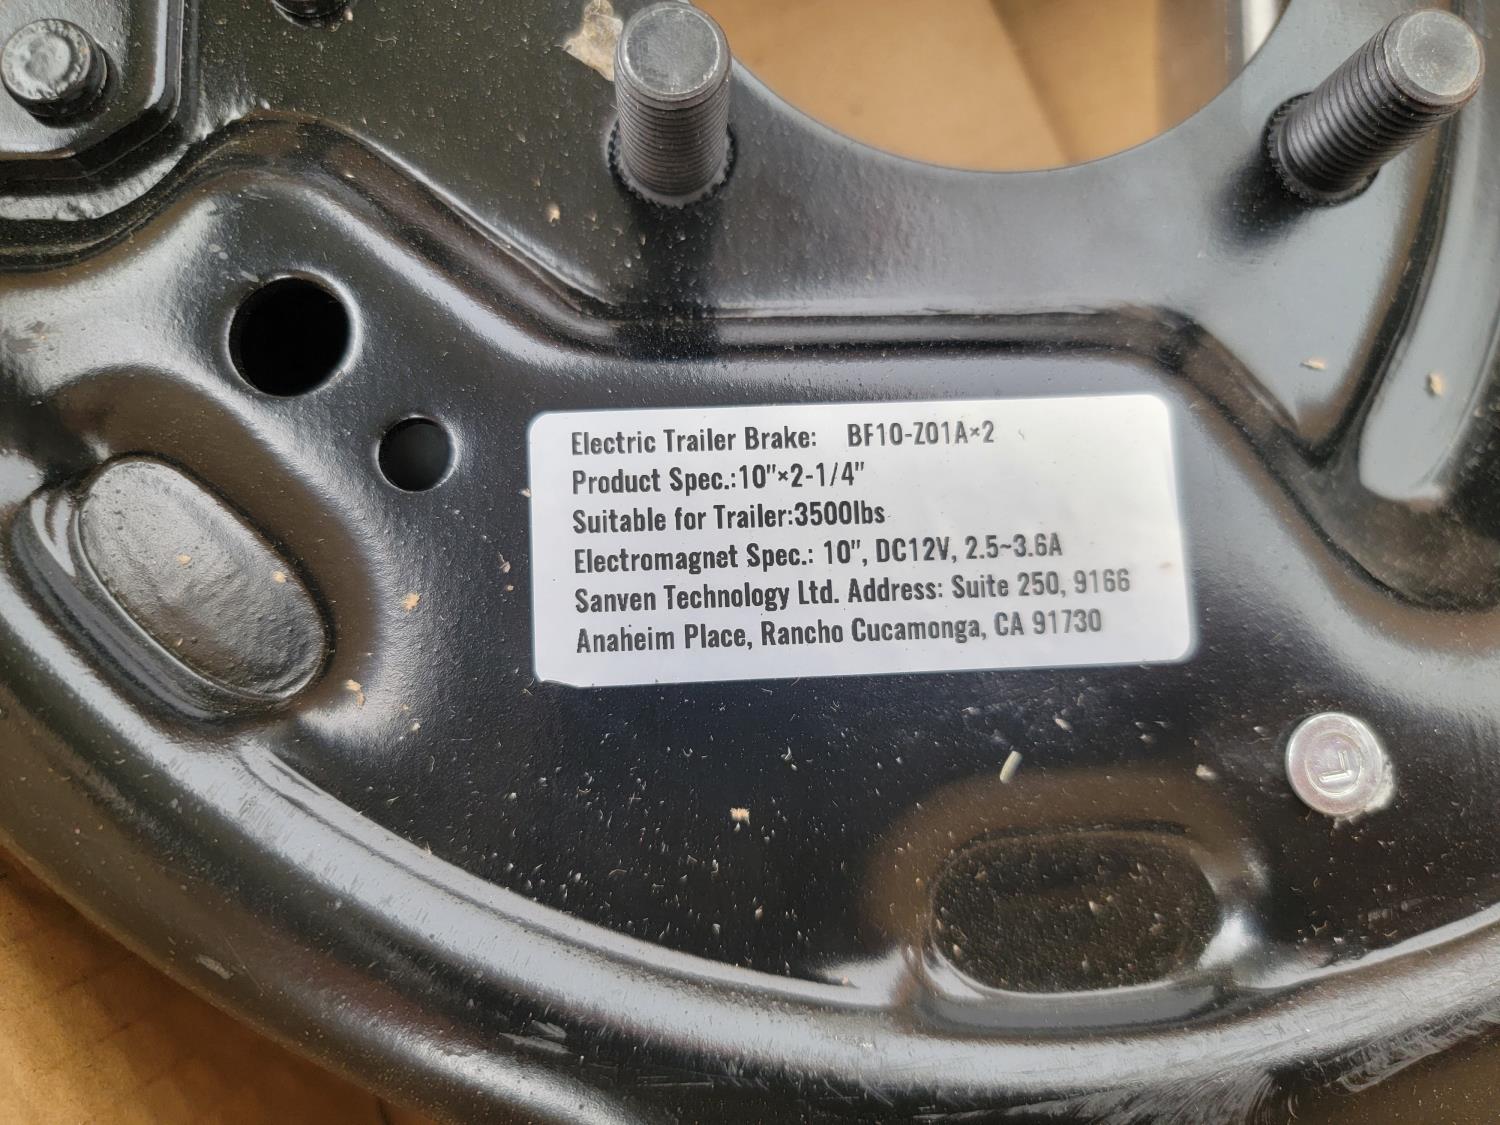 Electric Trailer Brake: BF10-Z01A×2
Product Spec.:10"×2-1/4"
Suitable for Trailer:3500lbs
Electromagnet Spec.: 10", DC12V, 2.5~3.6A
Sanven Technology Ltd. Address: Suite 250, 9166
Anaheim Place, Rancho Cucamonga, CA 91730
L